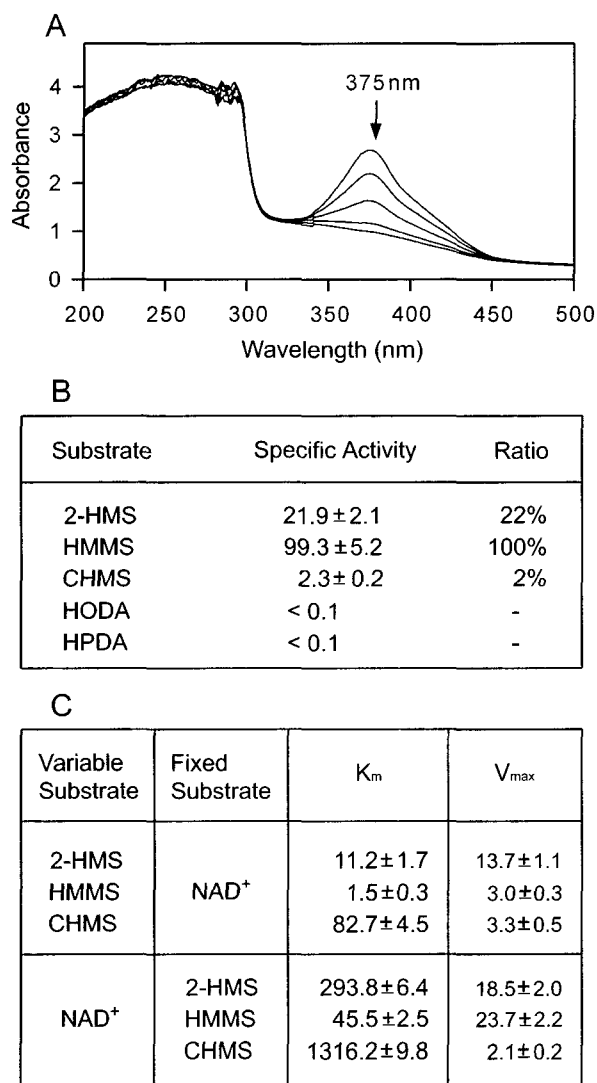 A
375nm
4
3
2
1
0
Absorbance
200 250 300 350 400 450 500
Wavelength (nm)
B
Substrate Specific Activity Ratio
2-HMS 21.9±2.1 22%
HMMS 99.3±5.2 100%
CHMS 2.3±0.2 2%
HODA < 0.1 -
HPDA < 0.1 -
C
Variable Substrate Fixed Substrate Km Vmax
2-HMS 11.2±1.7 13.7±1.1
HMMS NAD+ 1.5±0.3 3.0±0.3
CHMS 82.7±4.5 3.3±0.5
2-HMS 293.8±6.4 18.5±2.0
NAD+ HMMS 45.5±2.5 23.7±2.2
CHMS 1316.2±9.8 2.1±0.2